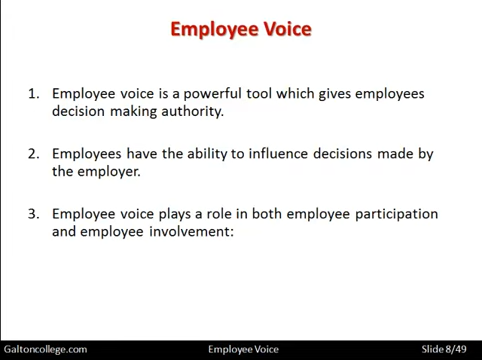 Employee Voice
1. Employee voice is a powerful tool which gives employees
decision making authority.
2. Employees have the ability to influence decisions made by
the employer.
3. Employee voice plays a role in both employee participation
and employee involvement:
Galtoncollege.com Employee Voice Slide 8/49